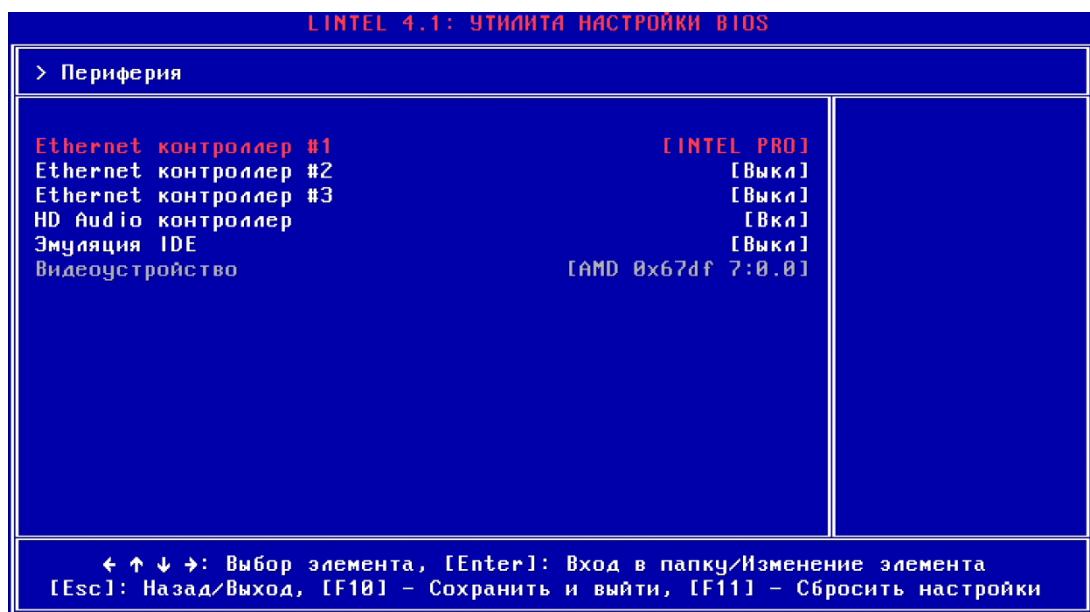 LINTEL 4.1: УТИЛИТА НАСТРОЙКИ BIOS
> Периферия
Ethernet контроллер #1 [INTEL PRO]
Ethernet контроллер #2 [Выкл]
Ethernet контроллер #3 [Выкл]
HD Audio контроллер [Вкл]
Эмуляция IDE [Выкл]
Видеоустройство [AMD 0x67df 7:0.0]
← ↑ ↓ →: Выбор элемента, [Enter]: Вход в папку/Изменение элемента
[Esc]: Назад/Выход, [F10] - Сохранить и выйти, [F11] - Сбросить настройки